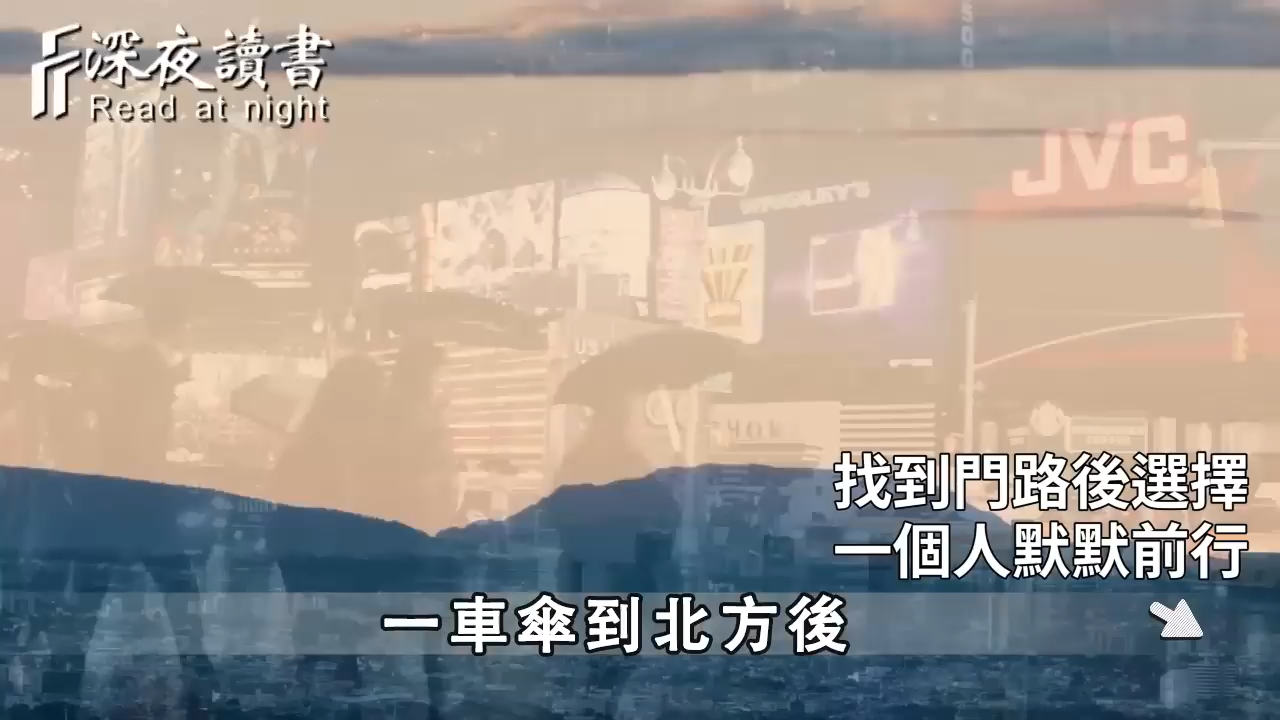 深夜讀書
Read at night
JVC
WRIGLEY'S
找到門路後選擇
一個人默默前行
一車傘到北方後